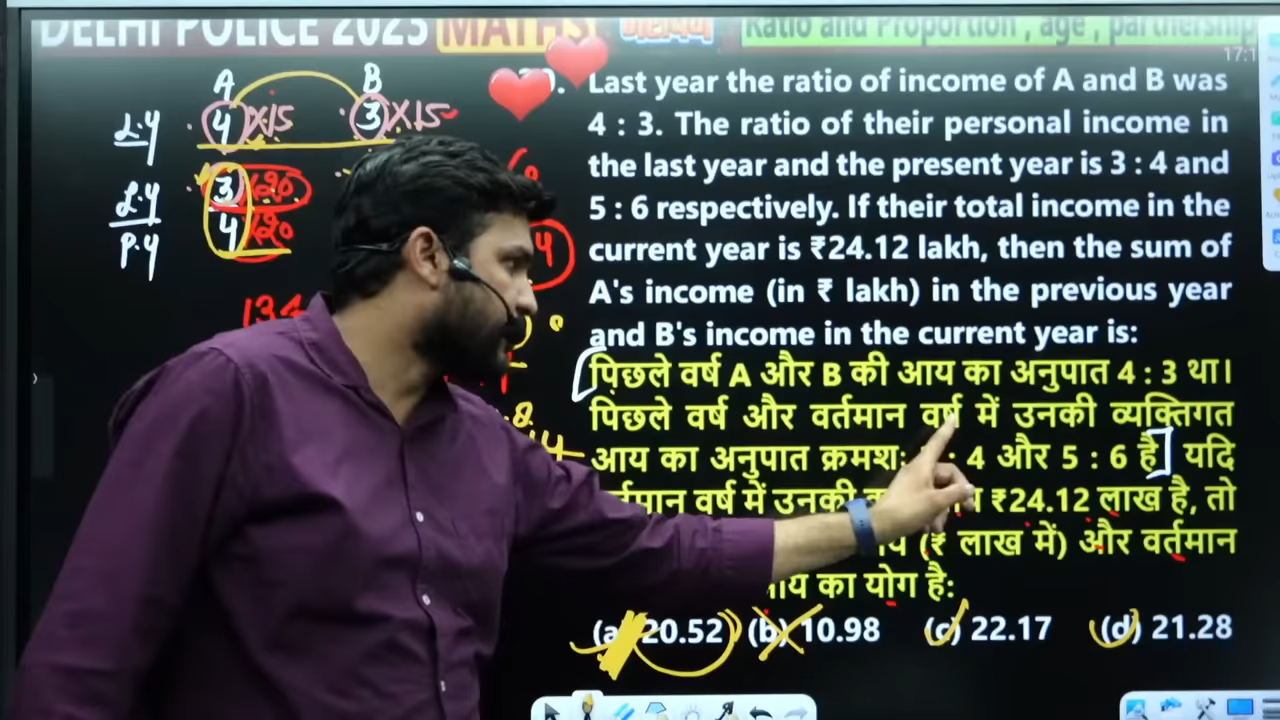 DELHI POLICE 2023 MATHS Ratio and Proportion , age , partnership
17:1
A B
L.Y 4 ×15 3 ×15
L.Y 3 ×20
P.Y 4 ×20
134
Last year the ratio of income of A and B was
4 : 3. The ratio of their personal income in
the last year and the present year is 3 : 4 and
5 : 6 respectively. If their total income in the
current year is ₹24.12 lakh, then the sum of
A's income (in ₹ lakh) in the previous year
and B's income in the current year is:
पिछले वर्ष A और B की आय का अनुपात 4 : 3 था।
पिछले वर्ष और वर्तमान वर्ष में उनकी व्यक्तिगत
आय का अनुपात क्रमशः : 4 और 5 : 6 है यदि
वर्ष में उनकी ₹24.12 लाख है, तो
(₹ लाख में) और वर्तमान
का योग है:
(a) 20.52 (b) 10.98 (c) 22.17 (d) 21.28